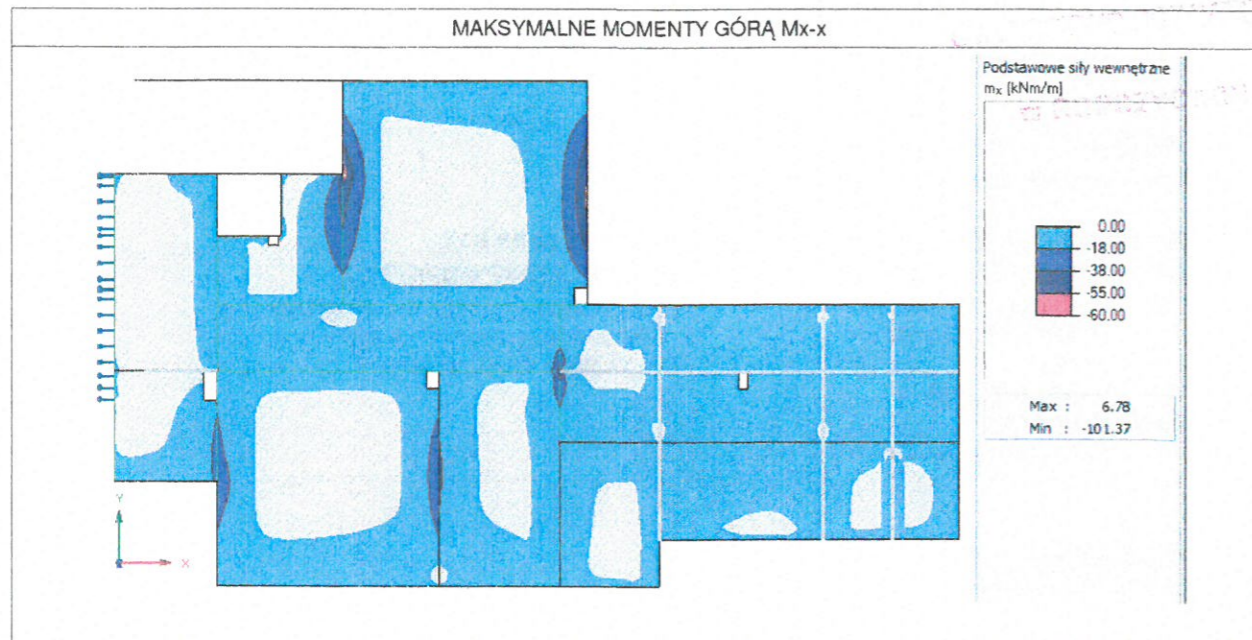 MAKSYMALNE MOMENTY GÓRĄ Mx-x
Podstawowe siły wewnętrzne
mx [kNm/m]
0.00
-18.00
-38.00
-55.00
-60.00
Max : 6.78
Min : -101.37
Y
X